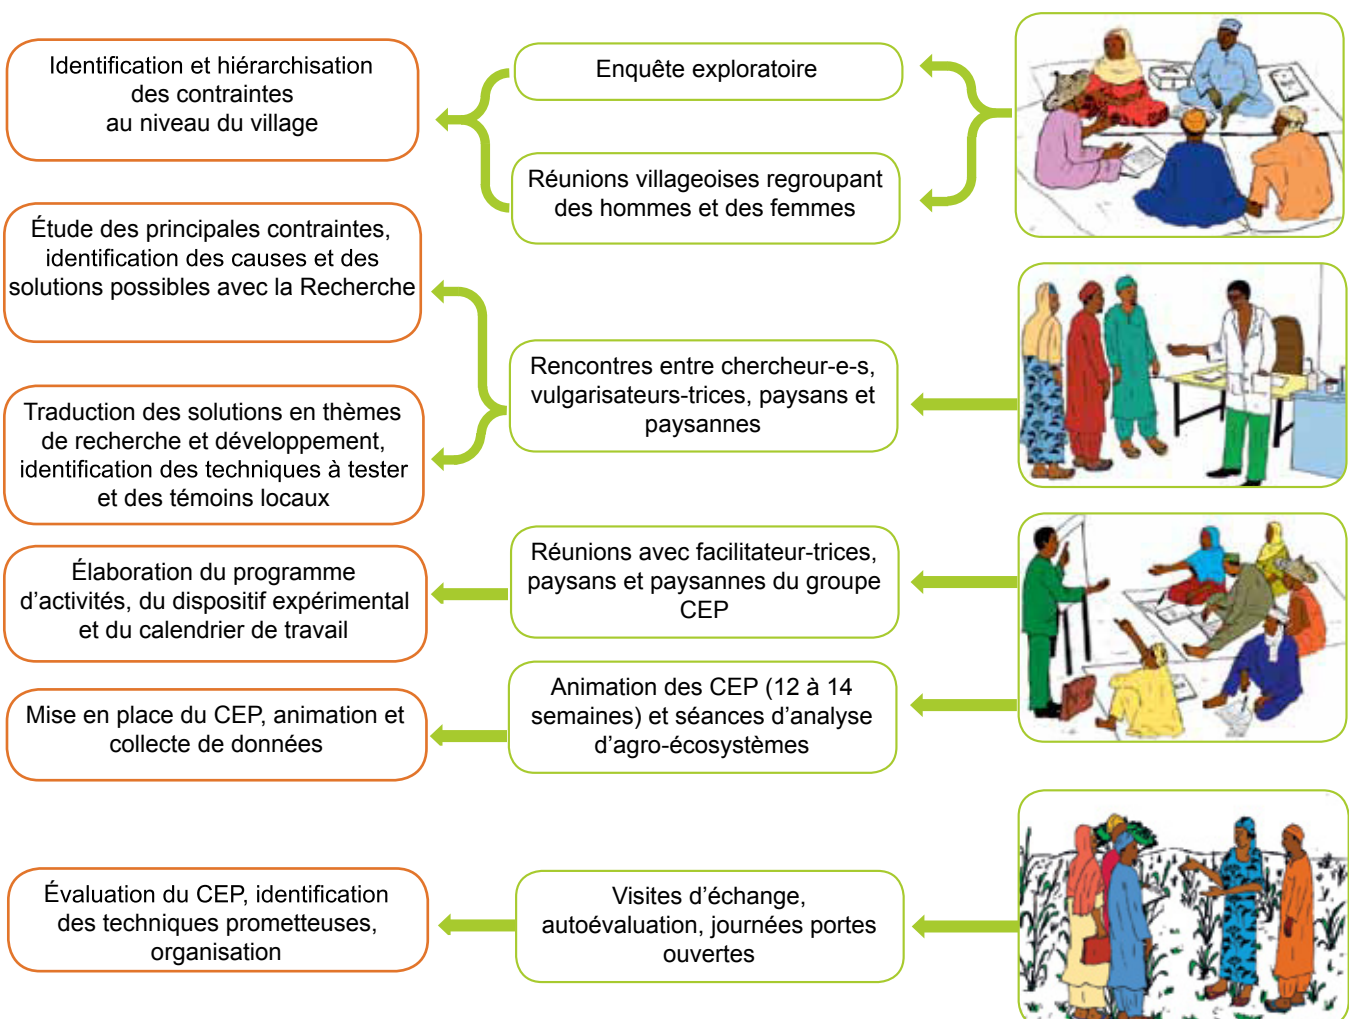 Identification et hiérarchisation
des contraintes
au niveau du village
Enquête exploratoire
Réunions villageoises regroupant
des hommes et des femmes
Étude des principales contraintes,
identification des causes et des
solutions possibles avec la Recherche
Traduction des solutions en thèmes
de recherche et développement,
identification des techniques à tester
et des témoins locaux
Rencontres entre chercheur-e-s,
vulgarisateurs-trices, paysans et
paysannes
Élaboration du programme
d’activités, du dispositif expérimental
et du calendrier de travail
Réunions avec facilitateur-trices,
paysans et paysannes du groupe
CEP
Mise en place du CEP, animation et
collecte de données
Animation des CEP (12 à 14
semaines) et séances d’analyse
d’agro-écosystèmes
Évaluation du CEP, identification
des techniques prometteuses,
organisation
Visites d’échange,
autoévaluation, journées portes
ouvertes